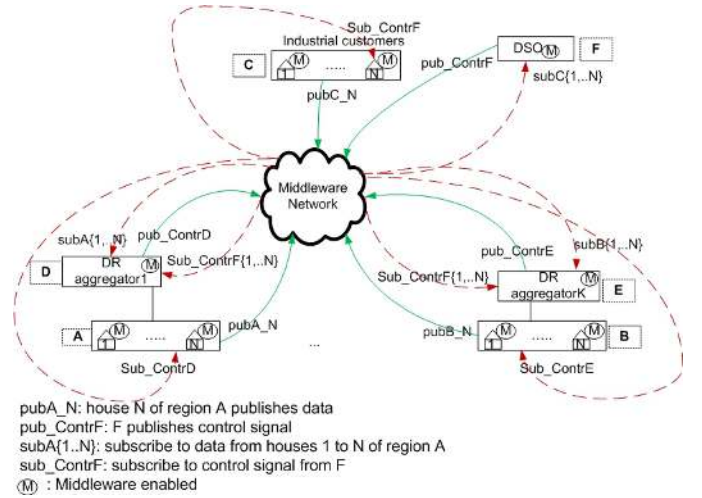 Sub_ContrF
Industrial customers
C
M
.....
M
1
N
pubC_N
pub_ContrF
DSO
M
F
subC{1,..N}
Middleware
Network
subA{1,..N}
pub_ContrD
D
DR
M
aggregator1
Sub_ContrF{1,..N}
pub_ContrE
subB{1,..N}
Sub_ContrF{1,..N}
DR
M
aggregatorK
E
A
M
.....
M
1
N
pubA_N
Sub_ContrD
...
pubB_N
M
.....
M
1
N
B
Sub_ContrE
pubA_N: house N of region A publishes data
pub_ContrF: F publishes control signal
subA{1..N}: subscribe to data from houses 1 to N of region A
sub_ContrF: subscribe to control signal from F
M : Middleware enabled